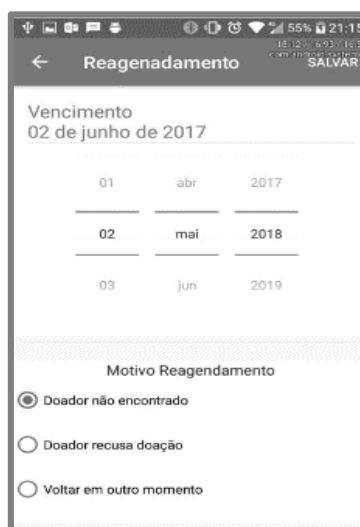 55% 21:15
Reagenadamento
SALVAR
Vencimento
02 de junho de 2017
01 abr 2017
02 mai 2018
03 jun 2019
Motivo Reagendamento
Doador não encontrado
Doador recusa doação
Voltar em outro momento